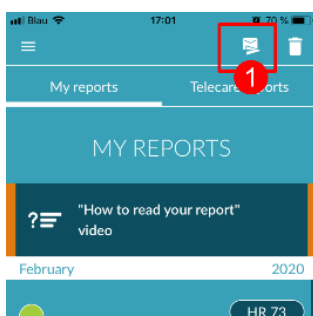 Blau 17:01 70 %
1
My reports Telecare
MY REPORTS
?
"How to read your report"
video
February 2020
HR 73